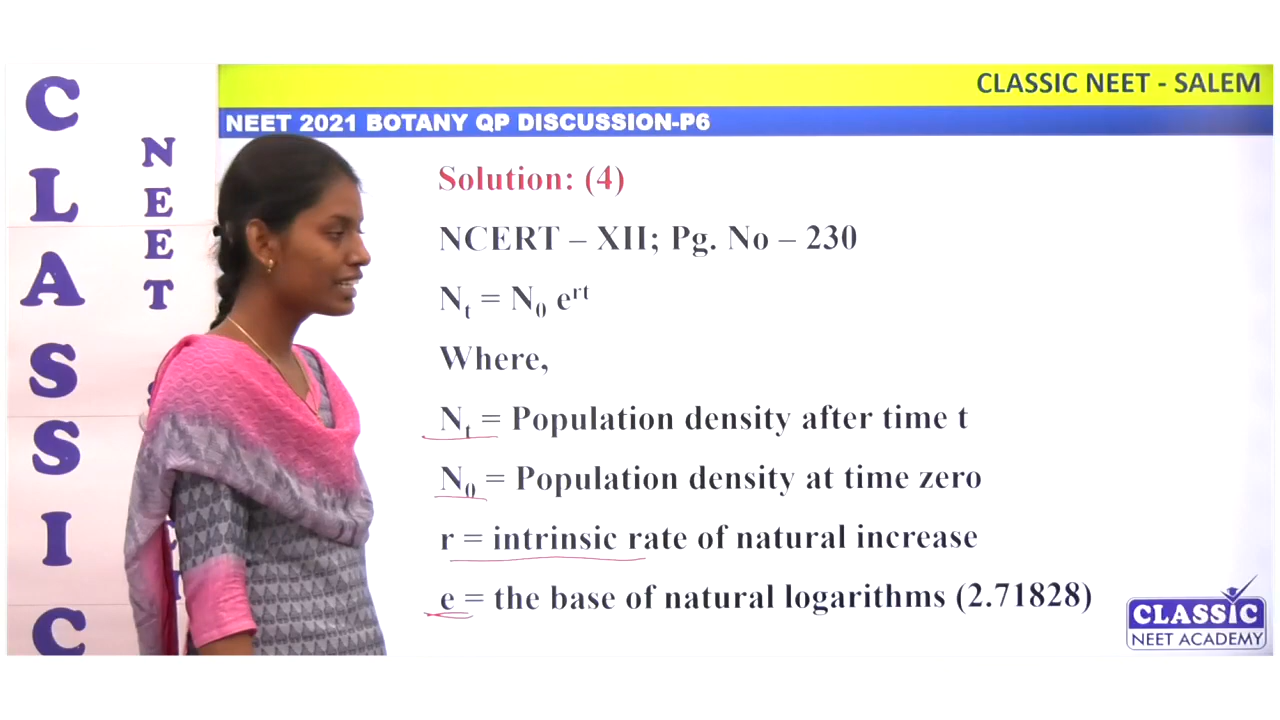 CLASSIC
NEET
CLASSIC NEET - SALEM
NEET 2021 BOTANY QP DISCUSSION-P6
Solution: (4)
NCERT – XII; Pg. No – 230
Nₜ = N₀ eʳᵗ
Where,
Nₜ = Population density after time t
N₀ = Population density at time zero
r = intrinsic rate of natural increase
e = the base of natural logarithms (2.71828)
CLASSIC
NEET ACADEMY